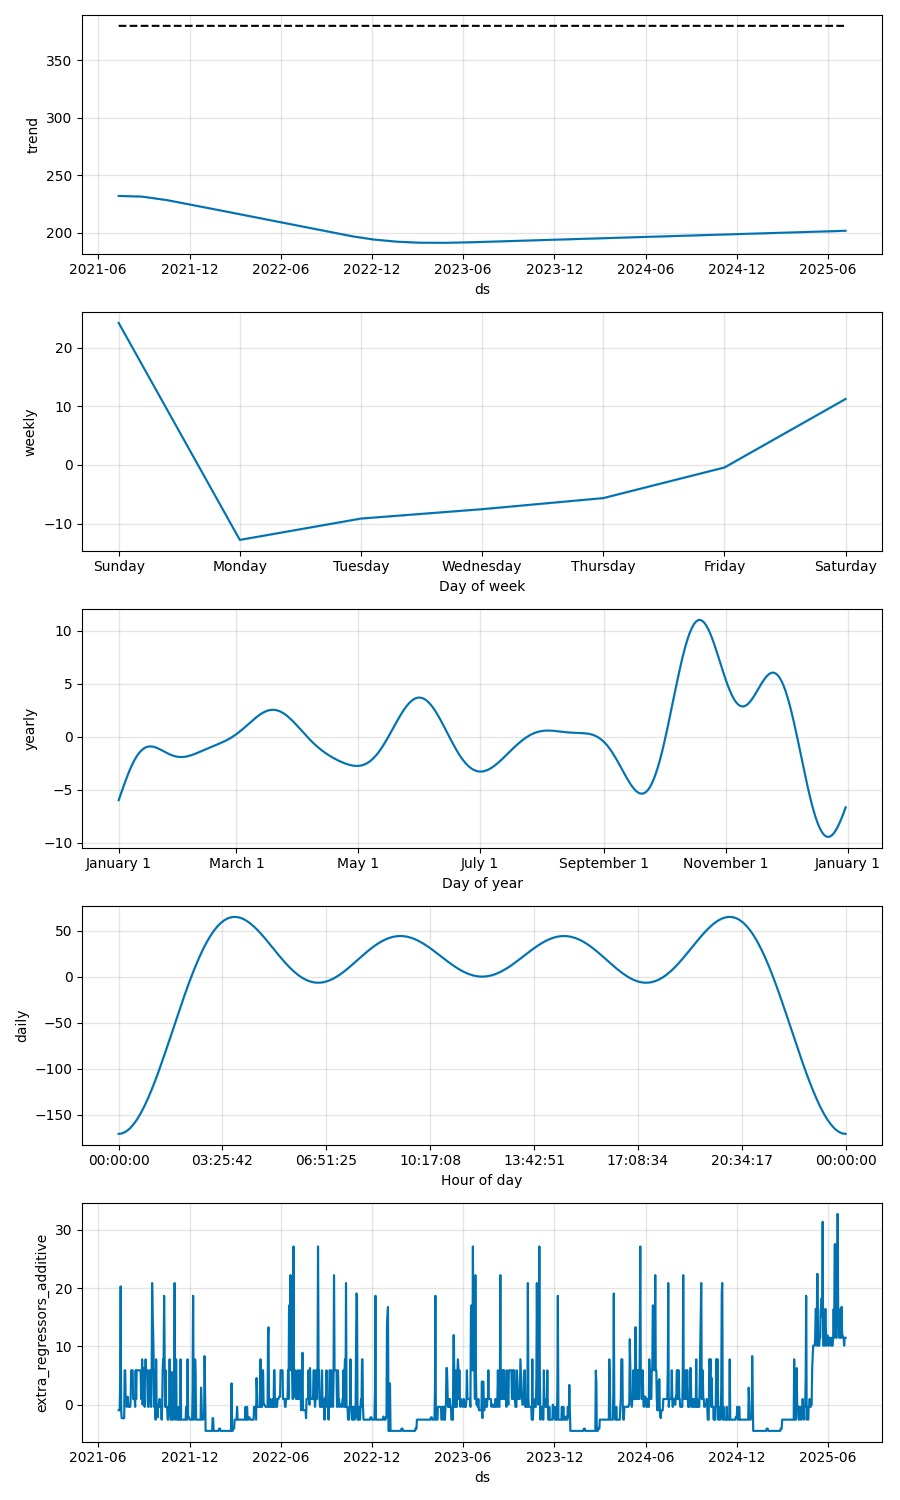 350
300
250
200
trend
2021-06 2021-12 2022-06 2022-12 2023-06 2023-12 2024-06 2024-12 2025-06
ds
20
10
0
−10
weekly
Sunday Monday Tuesday Wednesday Thursday Friday Saturday
Day of week
10
5
0
−5
−10
yearly
January 1 March 1 May 1 July 1 September 1 November 1 January 1
Day of year
50
0
−50
−100
−150
daily
00:00:00 03:25:42 06:51:25 10:17:08 13:42:51 17:08:34 20:34:17 00:00:00
Hour of day
30
20
10
0
extra_regressors_additive
2021-06 2021-12 2022-06 2022-12 2023-06 2023-12 2024-06 2024-12 2025-06
ds